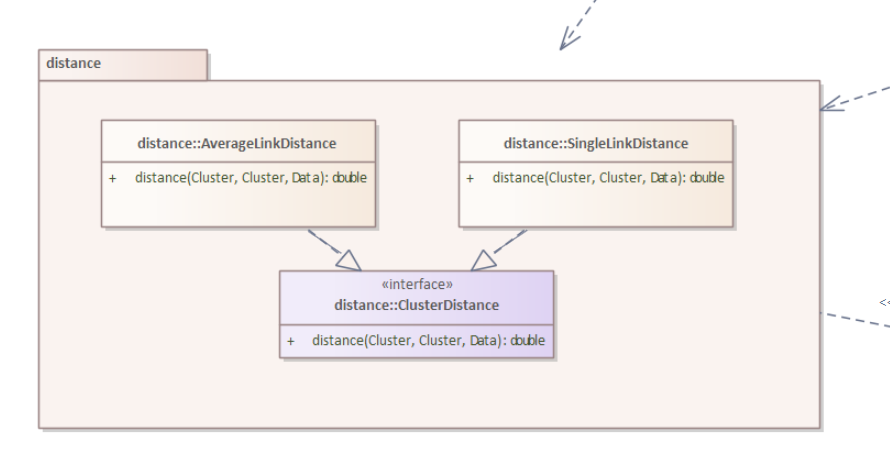 distance
distance::AverageLinkDistance
+ distance(Cluster, Cluster, Data): double
distance::SingleLinkDistance
+ distance(Cluster, Cluster, Data): double
«interface»
distance::ClusterDistance
+ distance(Cluster, Cluster, Data): double
<<